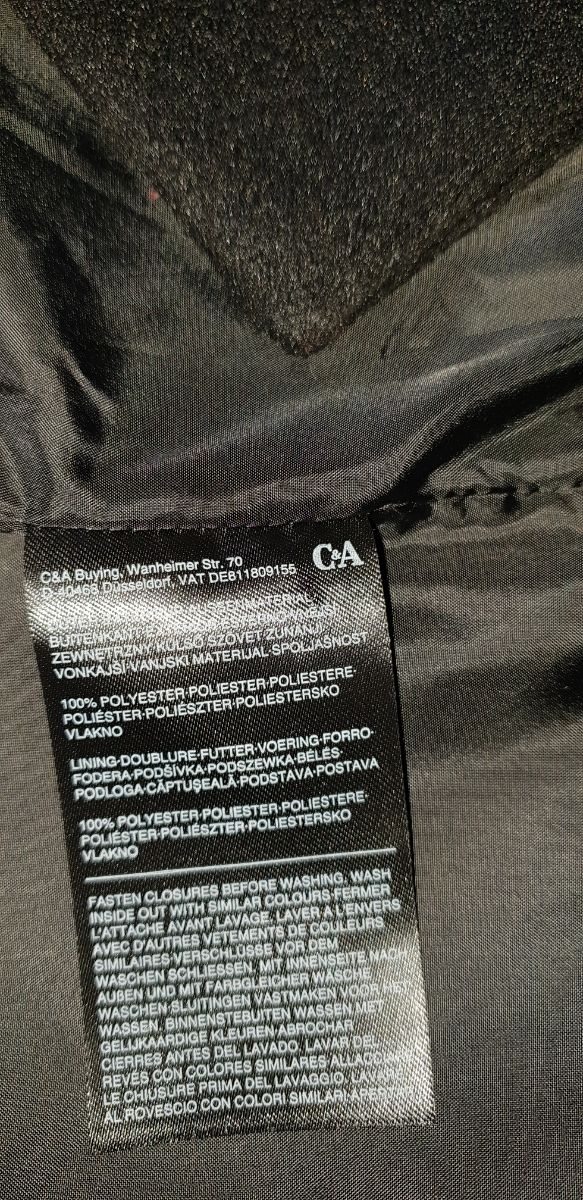 C&A Buying, Wanheimer Str. 70
D-40468 Düsseldorf. VAT DE811809155
C&A
MATERIAL
BUITENKANT
ZEWNĘTRZNY KÜLSŐ SZÖVET ZUNANJ
VONKAJŠÍ VANJSKI MATERIJAL SPOLJAŠNOST
100% POLYESTER·POLIESTER·POLIESTERE·
POLIÉSTER·POLIÉSZTER·POLIESTERSKO
VLAKNO
LINING·DOUBLURE·FUTTER·VOERING·FORRO·
FODERA·PODŠÍVKA·PODSZEWKA·BÉLÉS·
PODLOGA·CĂPTUŞEALĂ·PODSTAVA·POSTAVA
100% POLYESTER·POLIESTER·POLIESTERE·
POLIÉSTER·POLIÉSZTER·POLIESTERSKO
VLAKNO
FASTEN CLOSURES BEFORE WASHING, WASH
INSIDE OUT WITH SIMILAR COLOURS·FERMER
L'ATTACHE AVANT LAVAGE, LAVER À L'ENVERS
AVEC D'AUTRES VETEMENTS DE COULEURS
SIMILAIRES·VERSCHLÜSSE VOR DEM
WASCHEN SCHLIESSEN, MIT INNENSEITE NACH
AUßEN UND MIT FARBGLEICHER WÄSCHE
WASCHEN·SLUITINGEN VASTMAKEN VOOR HET
WASSEN, BINNENSTEBUITEN WASSEN MET
GELIJKAARDIGE KLEUREN·ABROCHAR
CIERRES ANTES DEL LAVADO, LAVAR DEL
REVÉS CON COLORES SIMILARES·ALLACCIARE
LE CHIUSURE PRIMA DEL LAVAGGIO, LAVARE
AL ROVESCIO CON COLORI SIMILARI